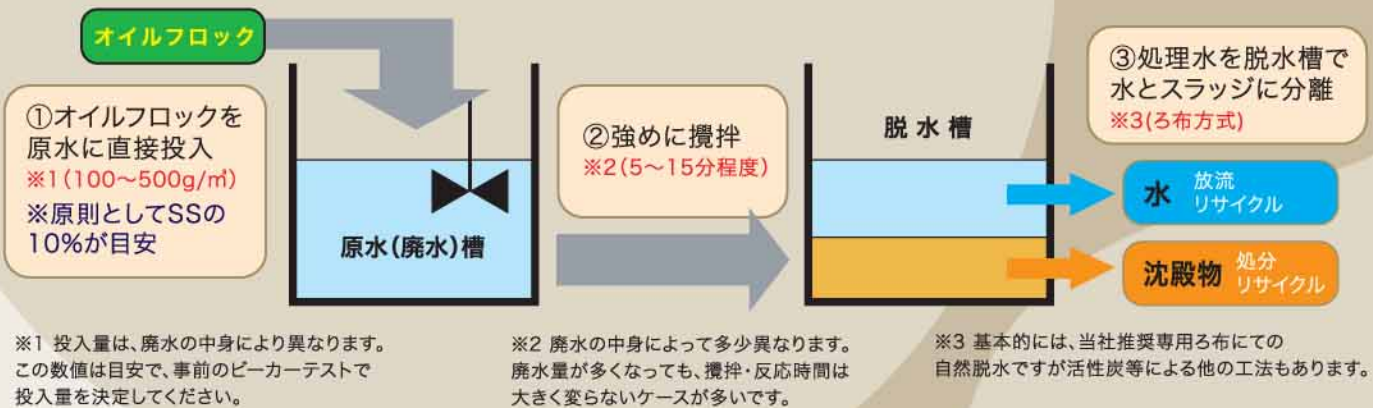 オイルフロック
①オイルフロックを
原水に直接投入
※1(100〜500g/㎥)
※原則としてSSの
10%が目安
原水(廃水)槽
②強めに攪拌
※2(5〜15分程度)
脱水槽
③処理水を脱水槽で
水とスラッジに分離
※3(ろ布方式)
水 放流
リサイクル
沈殿物 処分
リサイクル
※1 投入量は、廃水の中身により異なります。
この数値は目安で、事前のビーカーテストで
投入量を決定してください。
※2 廃水の中身によって多少異なります。
廃水量が多くなっても、攪拌・反応時間は
大きく変らないケースが多いです。
※3 基本的には、当社推奨専用ろ布にての
自然脱水ですが活性炭等による他の工法もあります。